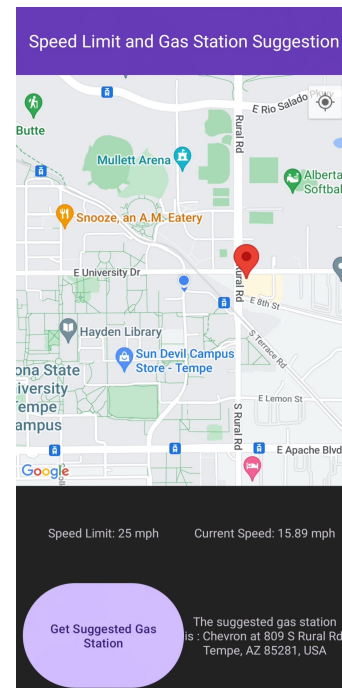 Speed Limit and Gas Station Suggestion
E Rio Salado Pkwy
Butte
Rural Rd
Mullett Arena
Alberta
Softbal
Snooze, an A.M. Eatery
E University Dr
Rural Rd
E 8th St
Hayden Library
S Terrace Rd
Sun Devil Campus
Store - Tempe
ona State
iversity
empe
ampus
E Lemon St
S Rural Rd
E Apache Blvd
Google
Speed Limit: 25 mph
Current Speed: 15.89 mph
Get Suggested Gas
Station
The suggested gas station
is : Chevron at 809 S Rural Rd
Tempe, AZ 85281, USA